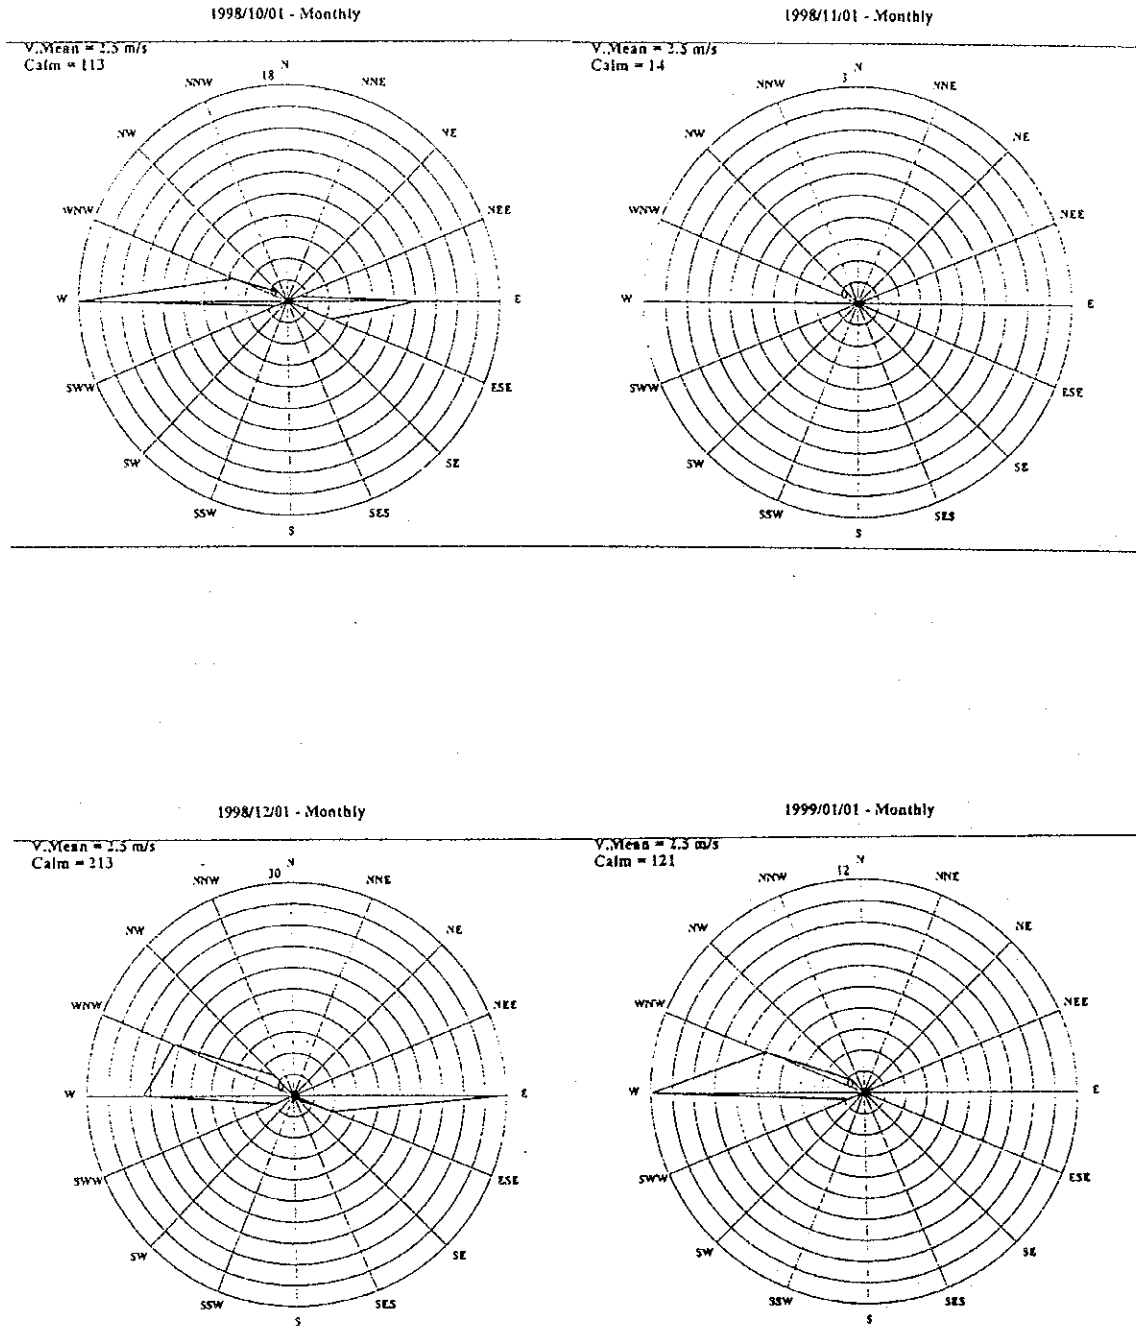 1998/10/01 - Monthly
V.Mean = 2.5 m/s
Calm = 113
18
N
NNE
NE
NEE
E
ESE
SE
SES
S
SSW
SW
SWW
W
WNW
NW
NNW
0
1998/11/01 - Monthly
V.Mean = 2.5 m/s
Calm = 14
3
N
NNE
NE
NEE
E
ESE
SE
SES
S
SSW
SW
SWW
W
WNW
NW
NNW
0
1998/12/01 - Monthly
V.Mean = 2.5 m/s
Calm = 213
30
N
NNE
NE
NEE
E
ESE
SE
SES
S
SSW
SW
SWW
W
WNW
NW
NNW
0
1999/01/01 - Monthly
V.Mean = 2.5 m/s
Calm = 121
12
N
NNE
NE
NEE
E
ESE
SE
SES
S
SSW
SW
SWW
W
WNW
NW
NNW
0